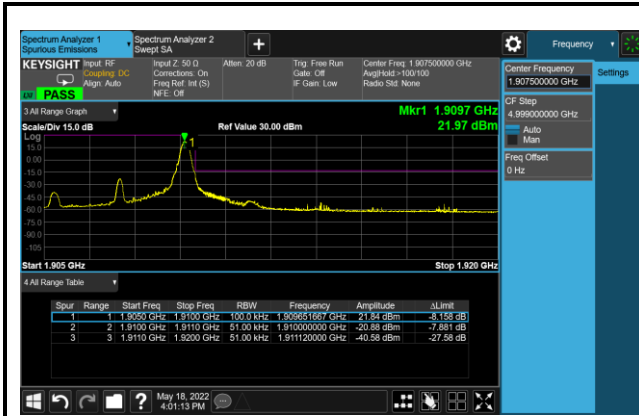 Spectrum Analyzer 1
Spurious Emissions
Spectrum Analyzer 2
Swept SA
+
Frequency
KEYSIGHT
Input: RF
Coupling: DC
Align: Auto
Input Z: 50 Ω
Corrections: On
Freq Ref: Int (S)
NFE: Off
Atten: 20 dB
Trig: Free Run
Gate: Off
IF Gain: Low
Center Freq: 1.907500000 GHz
Avg|Hold:>100/100
Radio Std: None
PASS
Center Frequency
1.907500000 GHz
Settings
CF Step
4.999000000 GHz
Auto
Man
Freq Offset
0 Hz
3 All Range Graph
Mkr1 1.9097 GHz
Scale/Div 15.0 dB
Ref Value 30.00 dBm
21.97 dBm
Log
1
15.0
0.00
-15.0
-30.0
-45.0
-60.0
-75.0
-90.0
-105
Start 1.905 GHz
Stop 1.920 GHz
4 All Range Table
Spur Range Start Freq Stop Freq RBW Frequency Amplitude ΔLimit
1 1 1.9050 GHz 1.9100 GHz 100.0 kHz 1.909651667 GHz 21.84 dBm -8.158 dB
2 2 1.9100 GHz 1.9110 GHz 51.00 kHz 1.910000000 GHz -20.88 dBm -7.881 dB
3 3 1.9110 GHz 1.9200 GHz 51.00 kHz 1.911120000 GHz -40.58 dBm -27.58 dB
?
May 18, 2022
4:01:13 PM